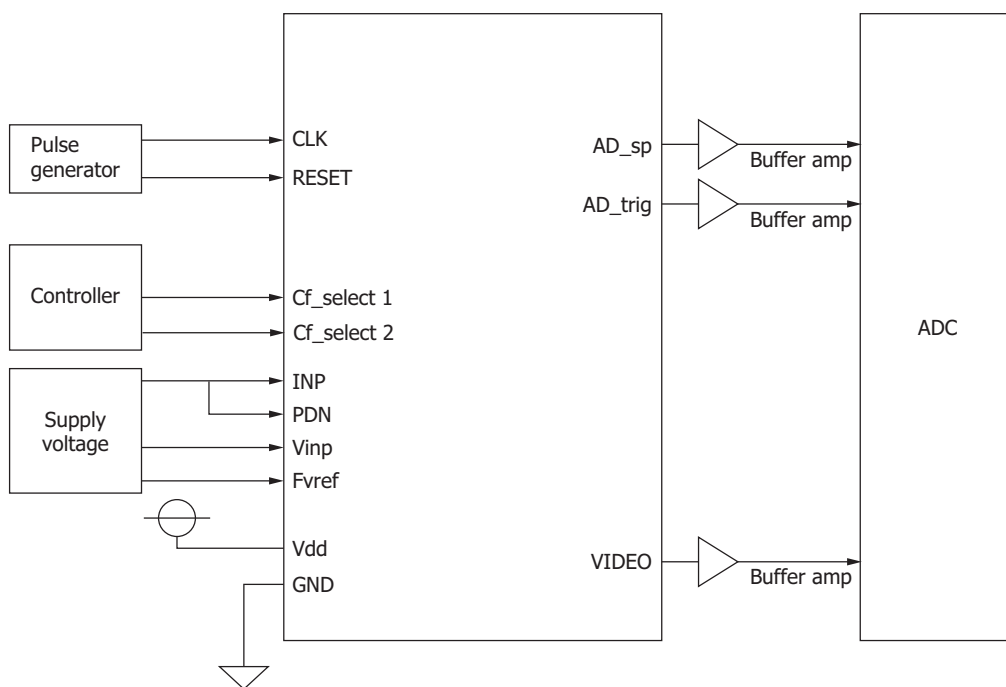 Pulse
generator
CLK
RESET
Controller
Cf_select 1
Cf_select 2
Supply
voltage
INP
PDN
Vinp
Fvref
Vdd
GND
AD_sp
Buffer amp
AD_trig
Buffer amp
VIDEO
Buffer amp
ADC